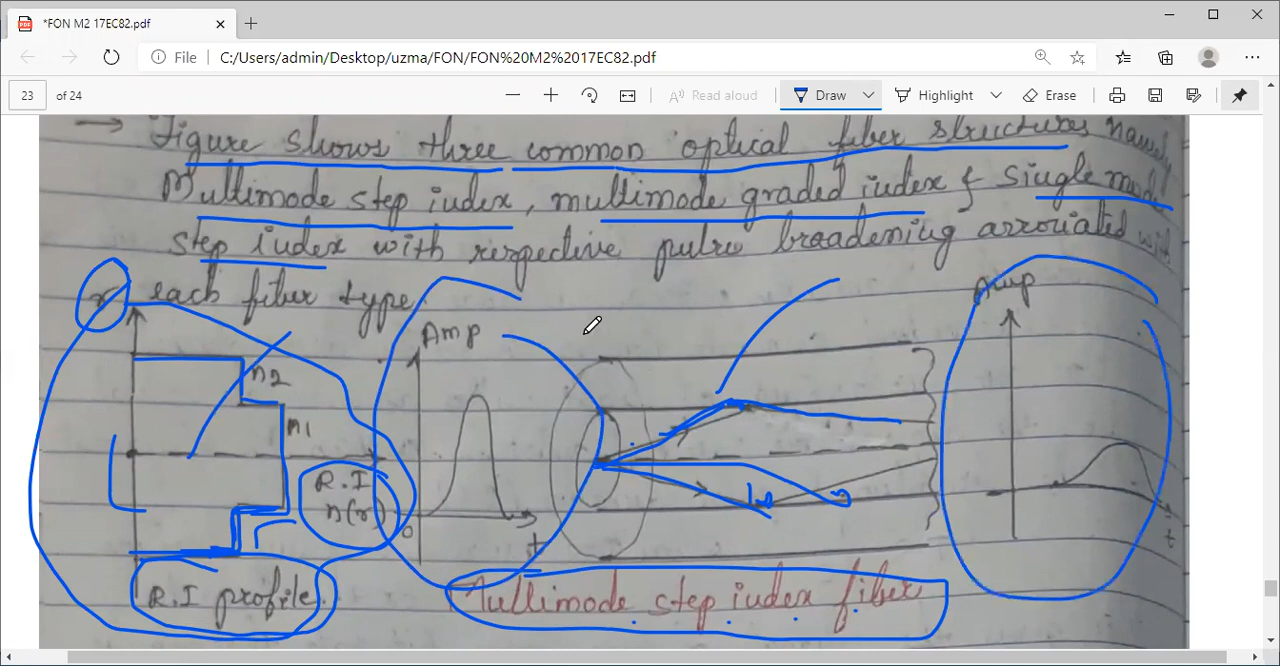 *FON M2 17EC82.pdf
File C:/Users/admin/Desktop/uzma/FON/FON%20M2%2017EC82.pdf
23 of 24 Read aloud Draw Highlight Erase
→ Figure shows three common optical fiber structures namely
Multimode step index, multimode graded index & single mode
step index with respective pulse broadening associated with
each fiber type.
r Amp Amp
n2
n1
R.I
n(r) 0 t t
R.I profile. Multimode step index fiber